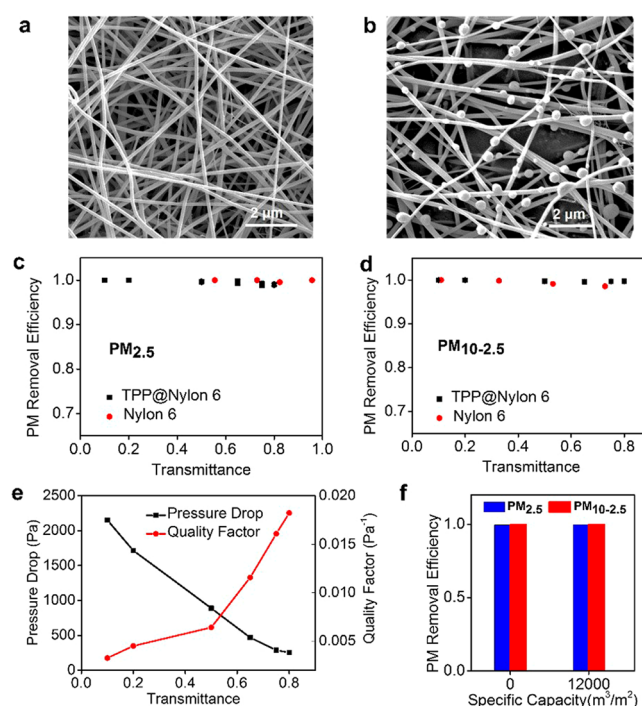 a
b
2 µm
2 µm
c
d
PM Removal Efficiency
1.0
0.9
0.8
0.7
PM2.5
TPP@Nylon 6
Nylon 6
0.0 0.2 0.4 0.6 0.8 1.0
Transmittance
PM Removal Efficiency
1.0
0.9
0.8
0.7
PM10-2.5
TPP@Nylon 6
Nylon 6
0.0 0.2 0.4 0.6 0.8
Transmittance
e
Pressure Drop (Pa)
2500
2000
1500
1000
500
0
Pressure Drop
Quality Factor
0.020
0.015
0.010
0.005
Quality Factor (Pa-1)
0.0 0.2 0.4 0.6 0.8
Transmittance
f
PM Removal Efficiency
1.0
0.5
0.0
PM2.5 PM10-2.5
0 12000
Specific Capacity(m3/m2)